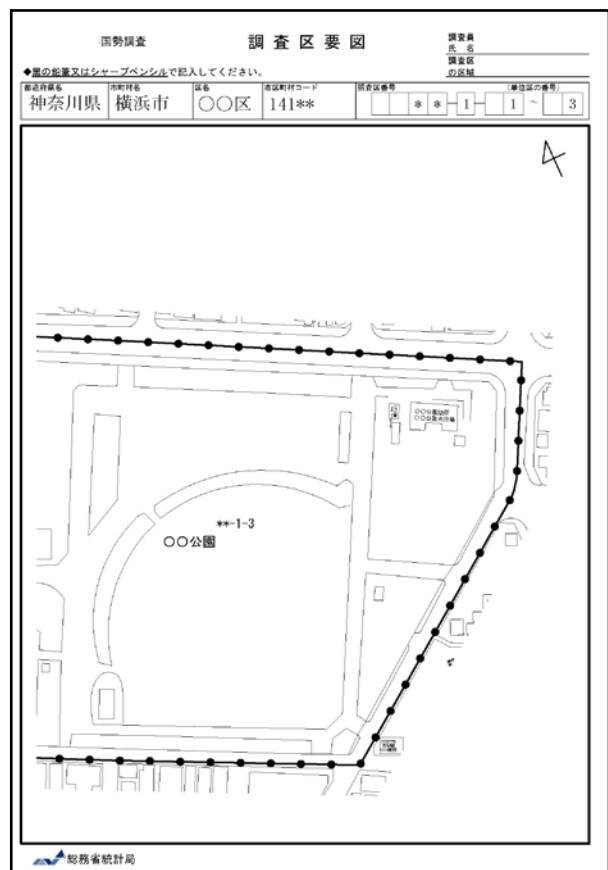 国勢調査
調査区要図
調査員
氏名
調査区
の区域
◆黒の鉛筆又はシャープペンシルで記入してください。
都道府県名 市町村名 区名 市区町村コード 調査区番号 (単位区の番号)
神奈川県 横浜市 〇〇区 141** **-1-1~3
**-1-3
〇〇公園
総務省統計局